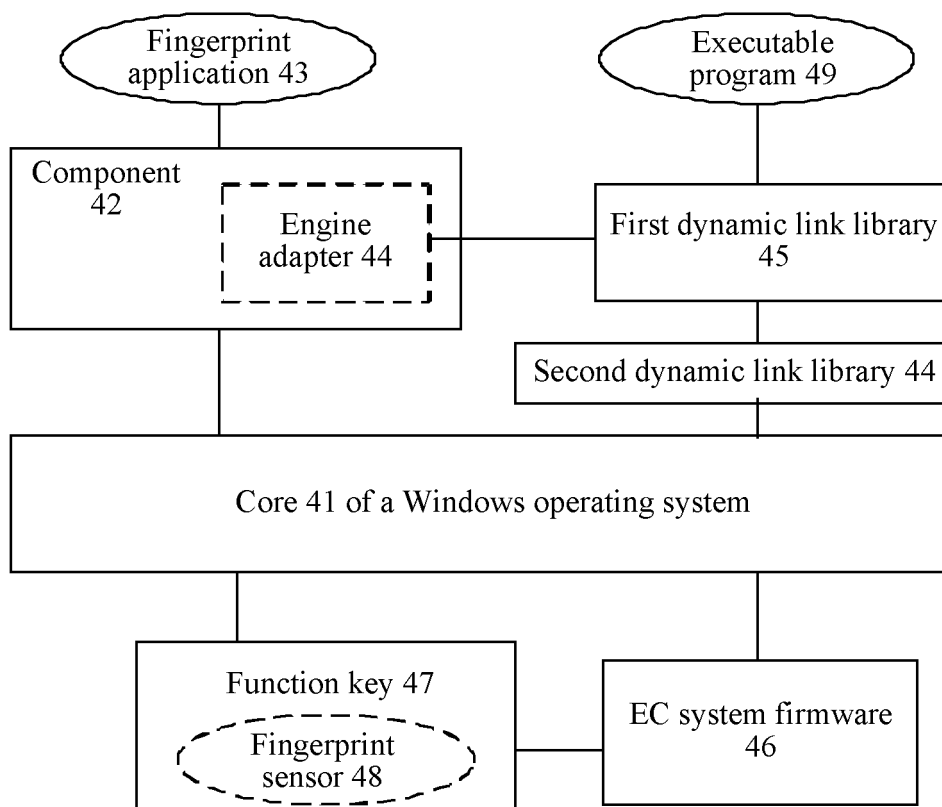 Fingerprint
application 43
Executable
program 49
Component
42
Engine
adapter 44
First dynamic link library
45
Second dynamic link library 44
Core 41 of a Windows operating system
Function key 47
Fingerprint
sensor 48
EC system firmware
46